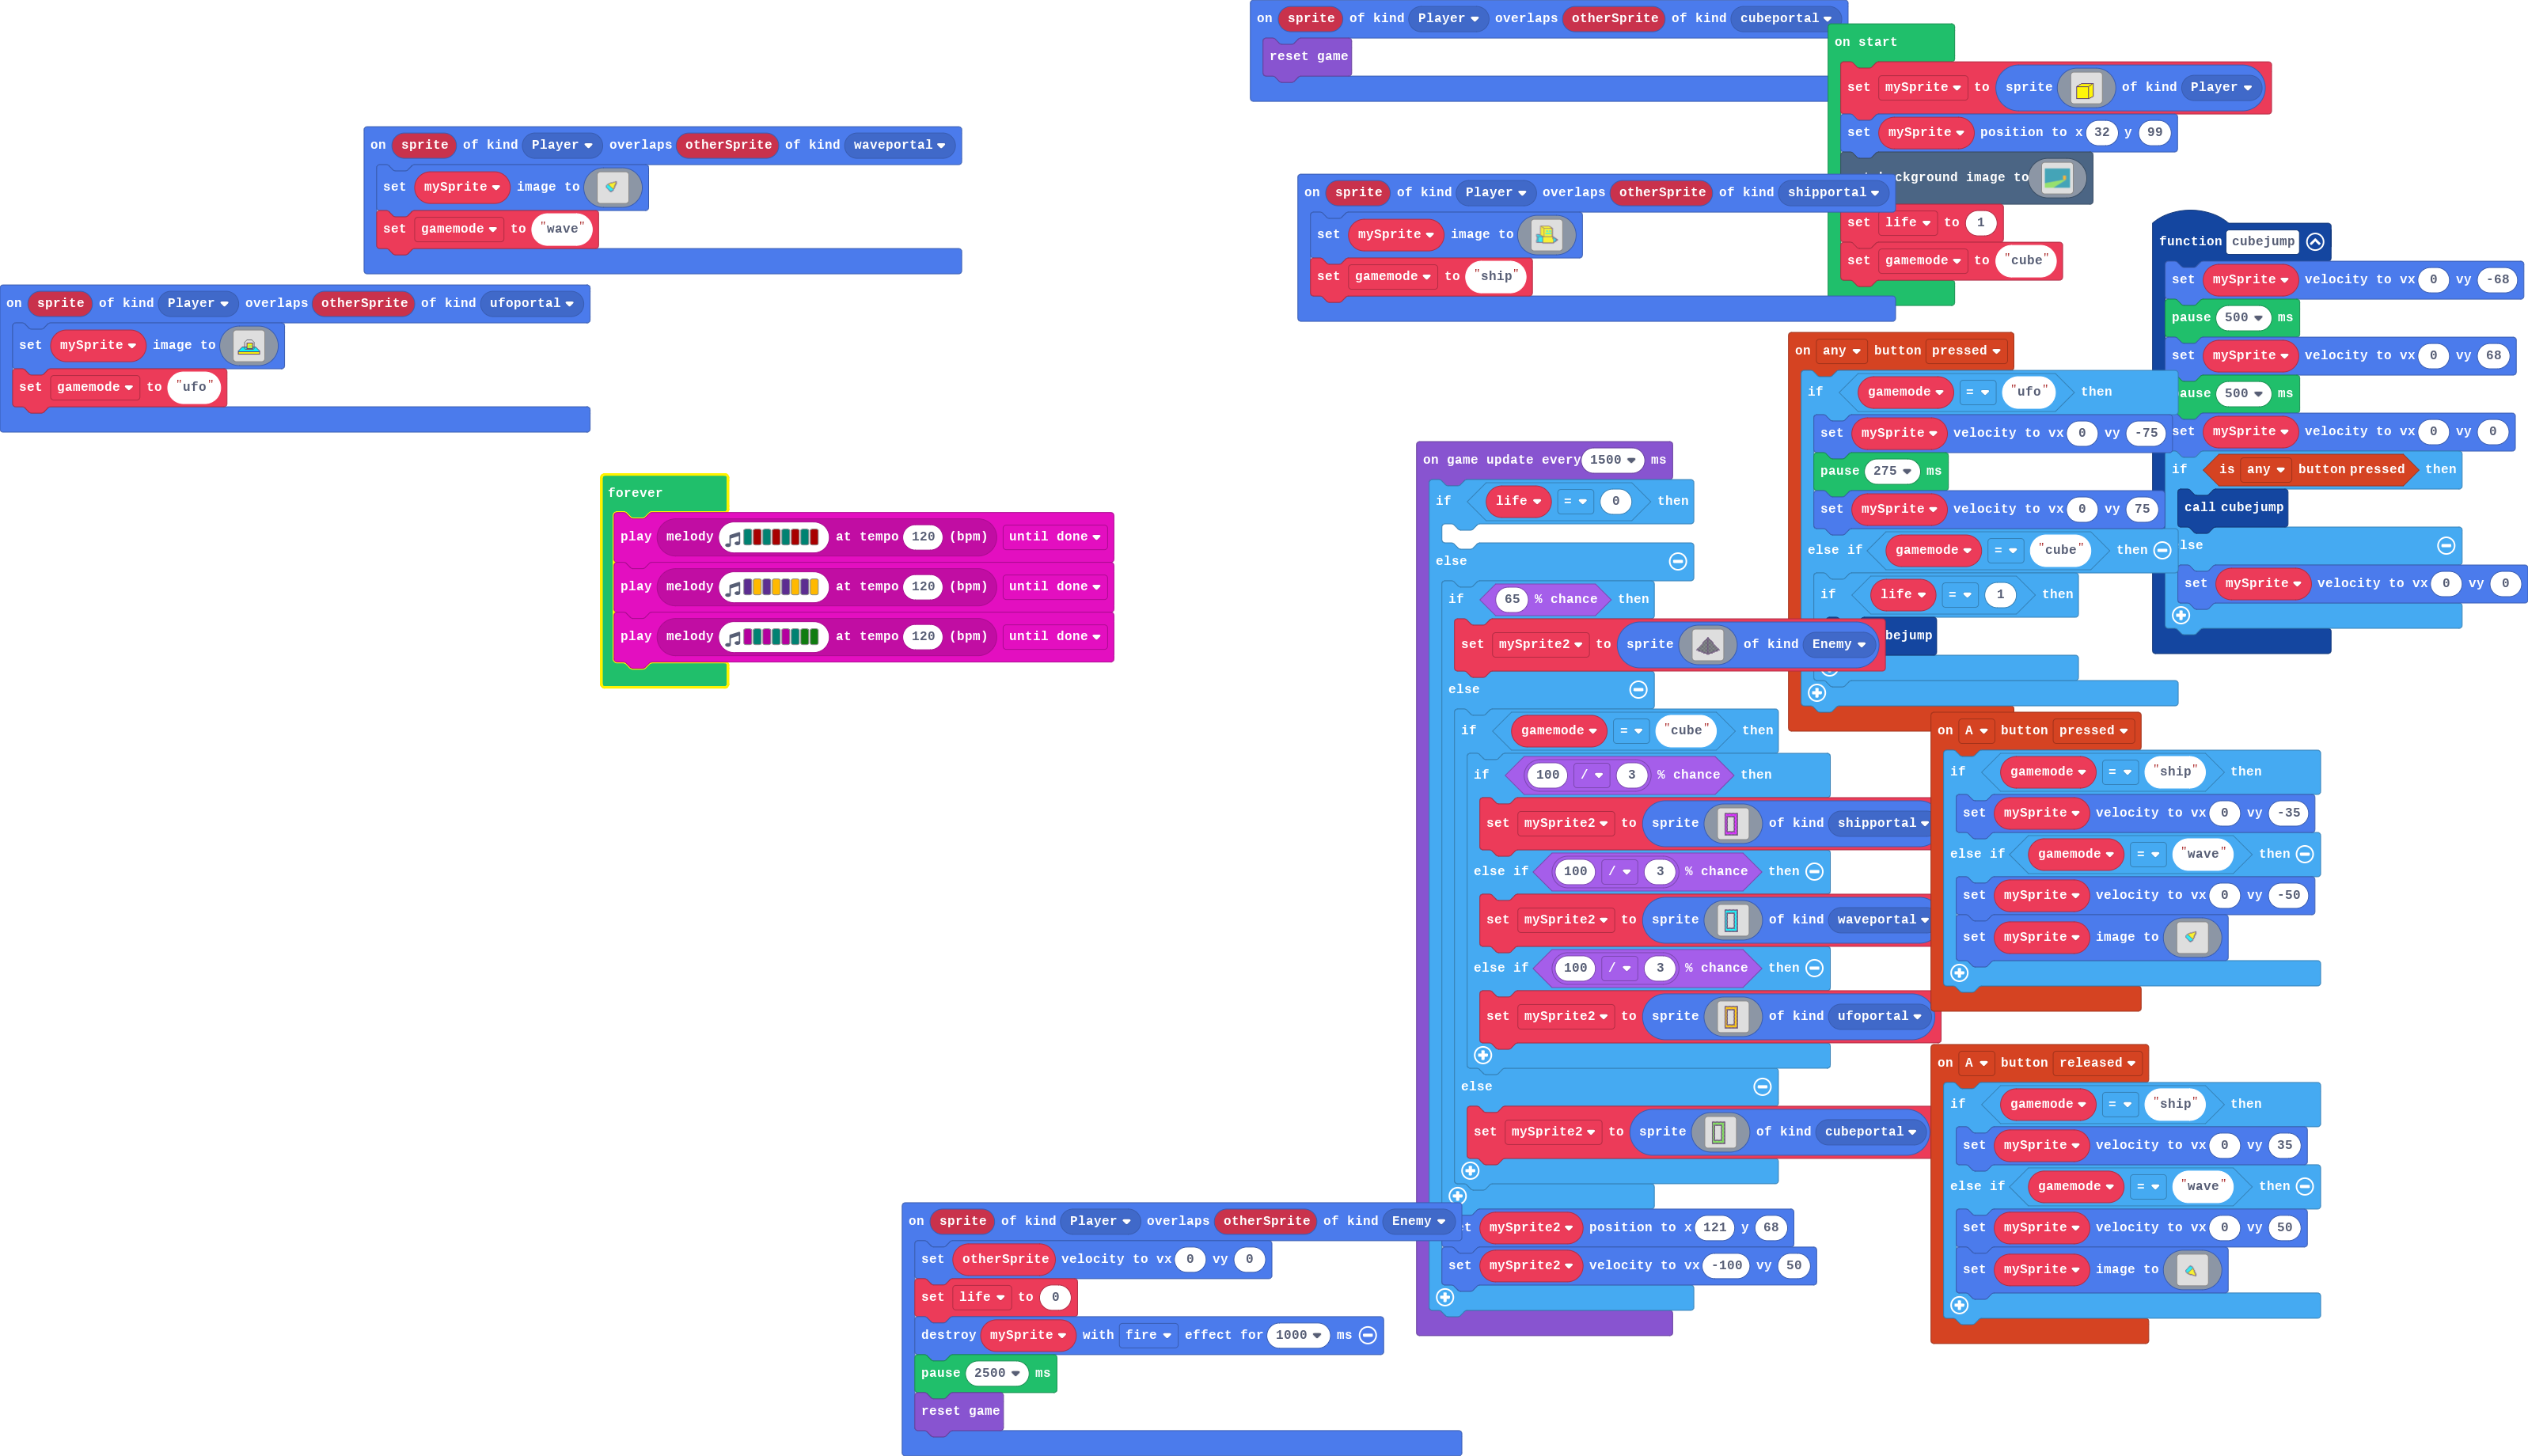 on sprite of kind Player overlaps otherSprite of kind cubeportal
reset game
on start
set mySprite to sprite of kind Player
set mySprite position to x 32 y 99
ckground image to
set life to 1
set gamemode to "cube"
on sprite of kind Player overlaps otherSprite of kind waveportal
set mySprite image to
set gamemode to "wave"
on sprite of kind Player overlaps otherSprite of kind shipportal
set mySprite image to
set gamemode to "ship"
on sprite of kind Player overlaps otherSprite of kind ufoportal
set mySprite image to
set gamemode to "ufo"
function cubejump
set mySprite velocity to vx 0 vy -68
pause 500 ms
set mySprite velocity to vx 0 vy 68
ause 500 ms
set mySprite velocity to vx 0 vy 0
if is any button pressed then
call cubejump
lse
set mySprite velocity to vx 0 vy 0
on any button pressed
if gamemode = "ufo" then
set mySprite velocity to vx 0 vy -75
pause 275 ms
set mySprite velocity to vx 0 vy 75
else if gamemode = "cube" then
if life = 1 then
bejump
forever
play melody at tempo 120 (bpm) until done
play melody at tempo 120 (bpm) until done
play melody at tempo 120 (bpm) until done
on game update every 1500 ms
if life = 0 then
else
if 65 % chance then
set mySprite2 to sprite of kind Enemy
else
if gamemode = "cube" then
if 100 / 3 % chance then
set mySprite2 to sprite of kind shipportal
else if 100 / 3 % chance then
set mySprite2 to sprite of kind waveportal
else if 100 / 3 % chance then
set mySprite2 to sprite of kind ufoportal
else
set mySprite2 to sprite of kind cubeportal
et mySprite2 position to x 121 y 68
set mySprite2 velocity to vx -100 vy 50
on A button pressed
if gamemode = "ship" then
set mySprite velocity to vx 0 vy -35
else if gamemode = "wave" then
set mySprite velocity to vx 0 vy -50
set mySprite image to
on A button released
if gamemode = "ship" then
set mySprite velocity to vx 0 vy 35
else if gamemode = "wave" then
set mySprite velocity to vx 0 vy 50
set mySprite image to
on sprite of kind Player overlaps otherSprite of kind Enemy
set otherSprite velocity to vx 0 vy 0
set life to 0
destroy mySprite with fire effect for 1000 ms
pause 2500 ms
reset game